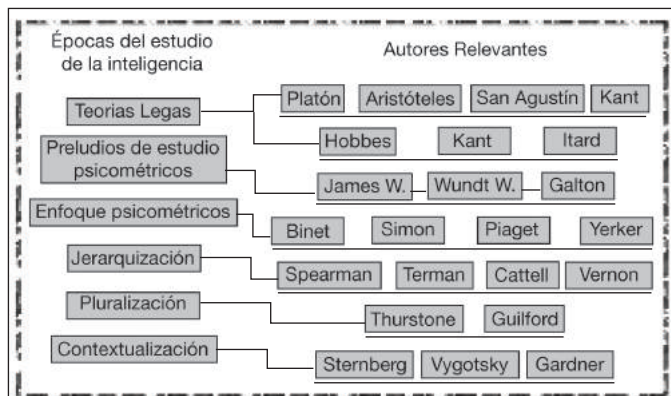 Épocas del estudio
de la inteligencia
Autores Relevantes
Teorias Legas
Platón Aristóteles San Agustín Kant
Hobbes Kant Itard
Preludios de estudio
psicométricos
James W. Wundt W. Galton
Enfoque psicométricos
Binet Simon Piaget Yerker
Jerarquización
Spearman Terman Cattell Vernon
Pluralización
Thurstone Guilford
Contextualización
Sternberg Vygotsky Gardner